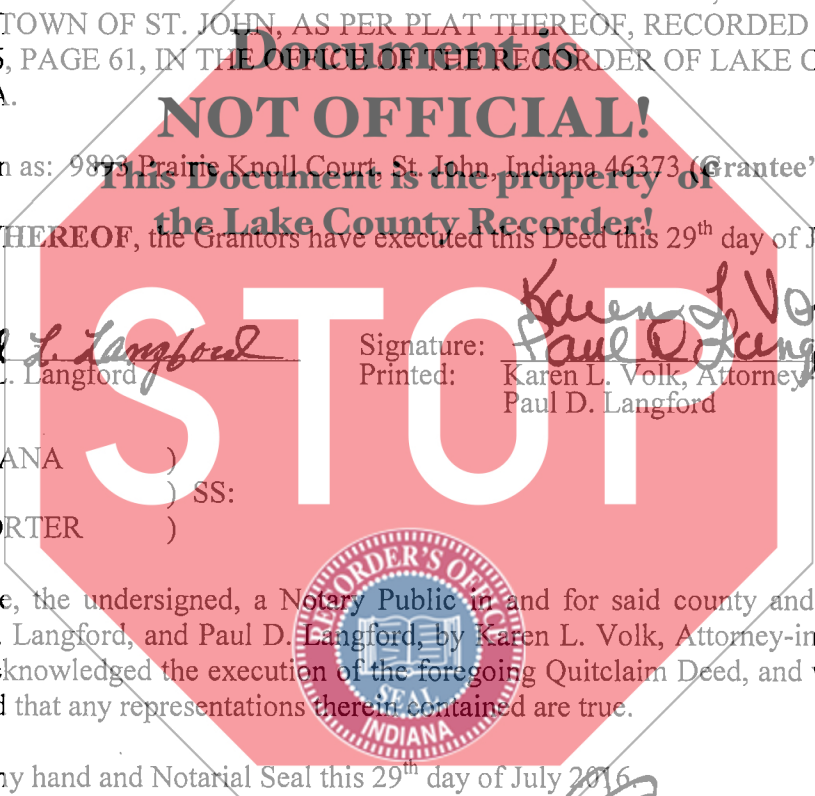 TOWN OF ST. JOHN, AS PER PLAT THEREOF, RECORDED
Document is
, PAGE 61, IN THE OFFICE OF THE RECORDER OF LAKE C
A.
NOT OFFICIAL!
n as: 9893 Prairie Knoll Court, St. John, Indiana 46373 (Grantee'
This Document is the property of
the Lake County Recorder!
HEREOF, the Grantors have executed this Deed this 29th day of J
STOP
Karen L Vo
L. Langford
Signature: Paul D Lang
L. Langford
Printed: Karen L. Volk, Attorney-
Paul D. Langford
ANA )
) SS:
RTER )
RECORDER'S OFFICE
e, the undersigned, a Notary Public in and for said county and
. Langford, and Paul D. Langford, by Karen L. Volk, Attorney-in
cknowledged the execution of the foregoing Quitclaim Deed, and
d that any representations therein contained are true.
SEAL
INDIANA
ny hand and Notarial Seal this 29th day of July 2016.